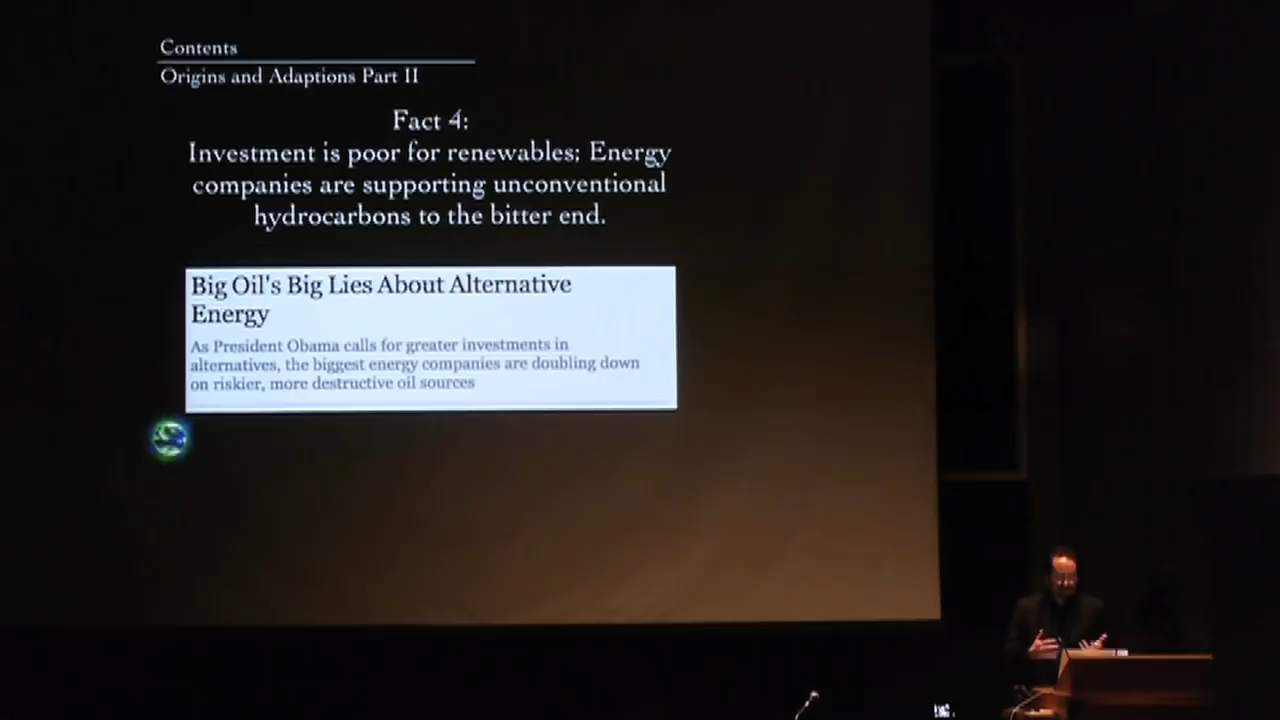 Contents
Origins and Adaptions Part II
Fact 4:
Investment is poor for renewables; Energy
companies are supporting unconventional
hydrocarbons to the bitter end.
Big Oil's Big Lies About Alternative
Energy
As President Obama calls for greater investments in
alternatives, the biggest energy companies are doubling down
on riskier, more destructive oil sources